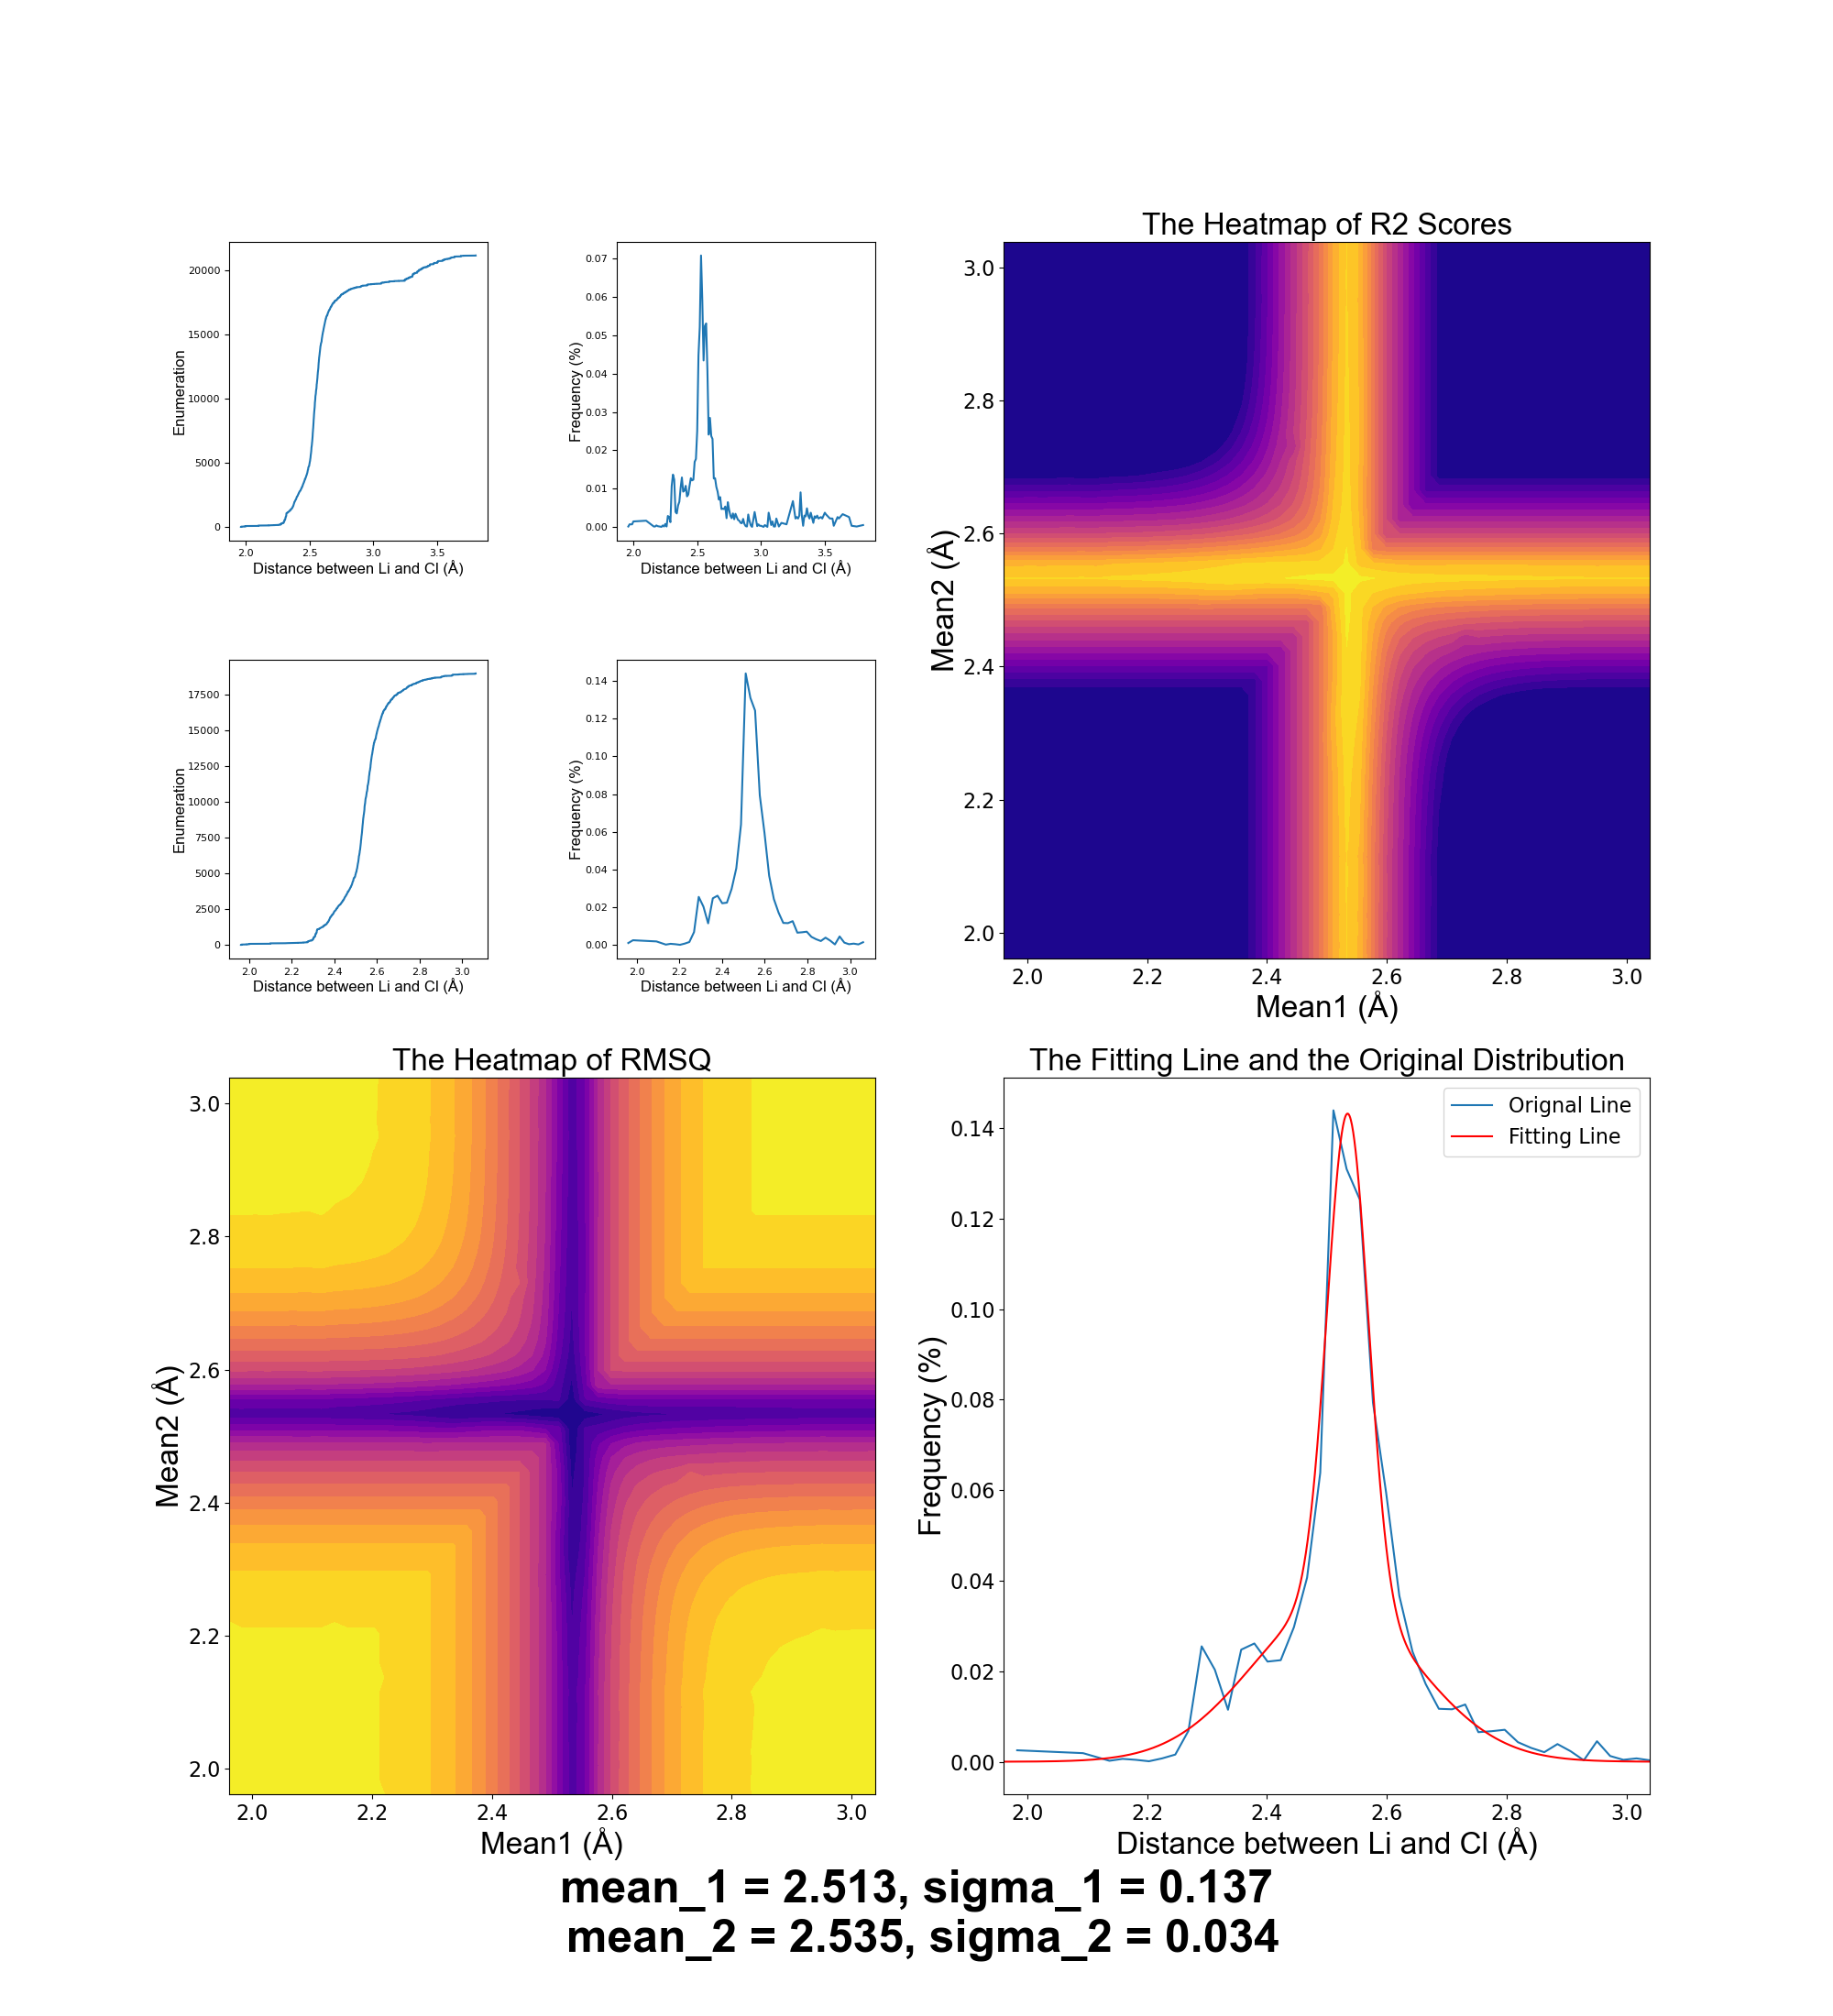 20000
15000
10000
5000
0
Enumeration
2.0 2.5 3.0 3.5
Distance between Li and Cl (Å)
0.07
0.06
0.05
0.04
0.03
0.02
0.01
0.00
Frequency (%)
2.0 2.5 3.0 3.5
Distance between Li and Cl (Å)
The Heatmap of R2 Scores
3.0
2.8
2.6
2.4
2.2
2.0
Mean2 (Å)
2.0 2.2 2.4 2.6 2.8 3.0
Mean1 (Å)
17500
15000
12500
10000
7500
5000
2500
0
Enumeration
2.0 2.2 2.4 2.6 2.8 3.0
Distance between Li and Cl (Å)
0.14
0.12
0.10
0.08
0.06
0.04
0.02
0.00
Frequency (%)
2.0 2.2 2.4 2.6 2.8 3.0
Distance between Li and Cl (Å)
The Heatmap of RMSQ
3.0
2.8
2.6
2.4
2.2
2.0
Mean2 (Å)
2.0 2.2 2.4 2.6 2.8 3.0
Mean1 (Å)
The Fitting Line and the Original Distribution
Orignal Line
Fitting Line
0.14
0.12
0.10
0.08
0.06
0.04
0.02
0.00
Frequency (%)
2.0 2.2 2.4 2.6 2.8 3.0
Distance between Li and Cl (Å)
mean_1 = 2.513, sigma_1 = 0.137
mean_2 = 2.535, sigma_2 = 0.034